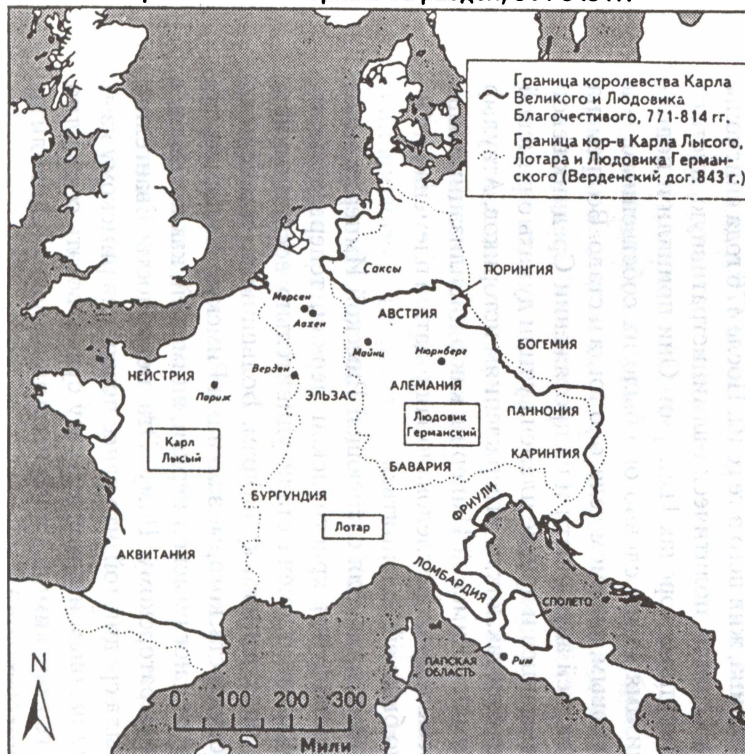 Граница королевства Карла
Великого и Людовика
Благочестивого, 771-814 гг.
Граница кор-в Карла Лысого,
Лотара и Людовика Герман-
ского (Верденский дог. 843 г.)
Саксы
ТЮРИНГИЯ
Мерсен
Аахен
АВСТРИЯ
БОГЕМИЯ
Майнц
Нюрнберг
НЕЙСТРИЯ
Верден
Париж
ЭЛЬЗАС
АЛЕМАНИЯ
ПАННОНИЯ
Людовик
Германский
Карл
Лысый
КАРИНТИЯ
БАВАРИЯ
БУРГУНДИЯ
Лотар
ФРИУЛИ
АКВИТАНИЯ
ЛОМБАРДИЯ
СПОЛЕТО
ПАПСКАЯ
ОБЛАСТЬ
Рим
N
0 100 200 300
Мили